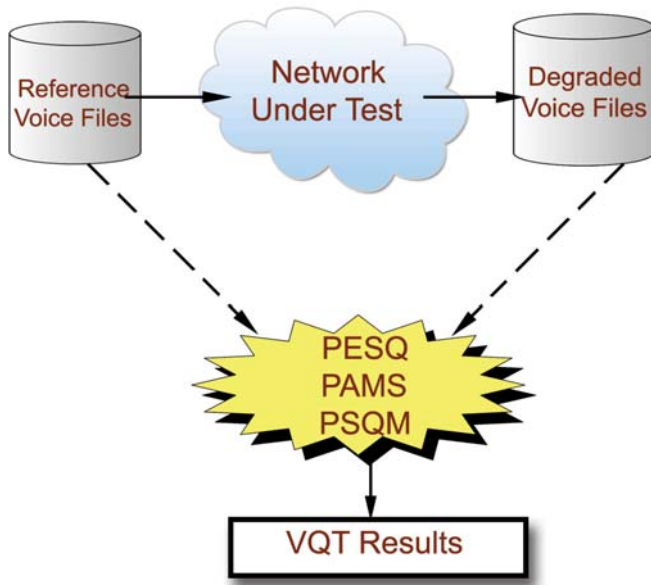 Reference
Voice Files
Network
Under Test
Degraded
Voice Files
PESQ
PAMS
PSQM
VQT Results